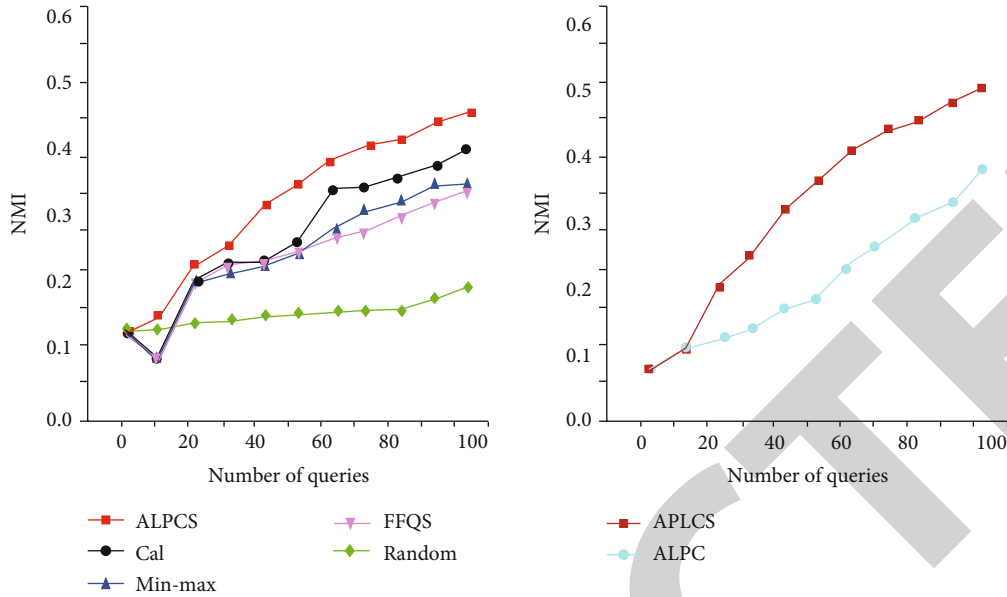 0.6
0.5
0.4
0.3
0.2
0.1
0.0
NMI
0 20 40 60 80 100
Number of queries
ALPCS
Cal
Min-max
FFQS
Random
0.6
0.5
0.4
0.3
0.2
0.1
0.0
NMI
0 20 40 60 80 100
Number of queries
APLCS
ALPC